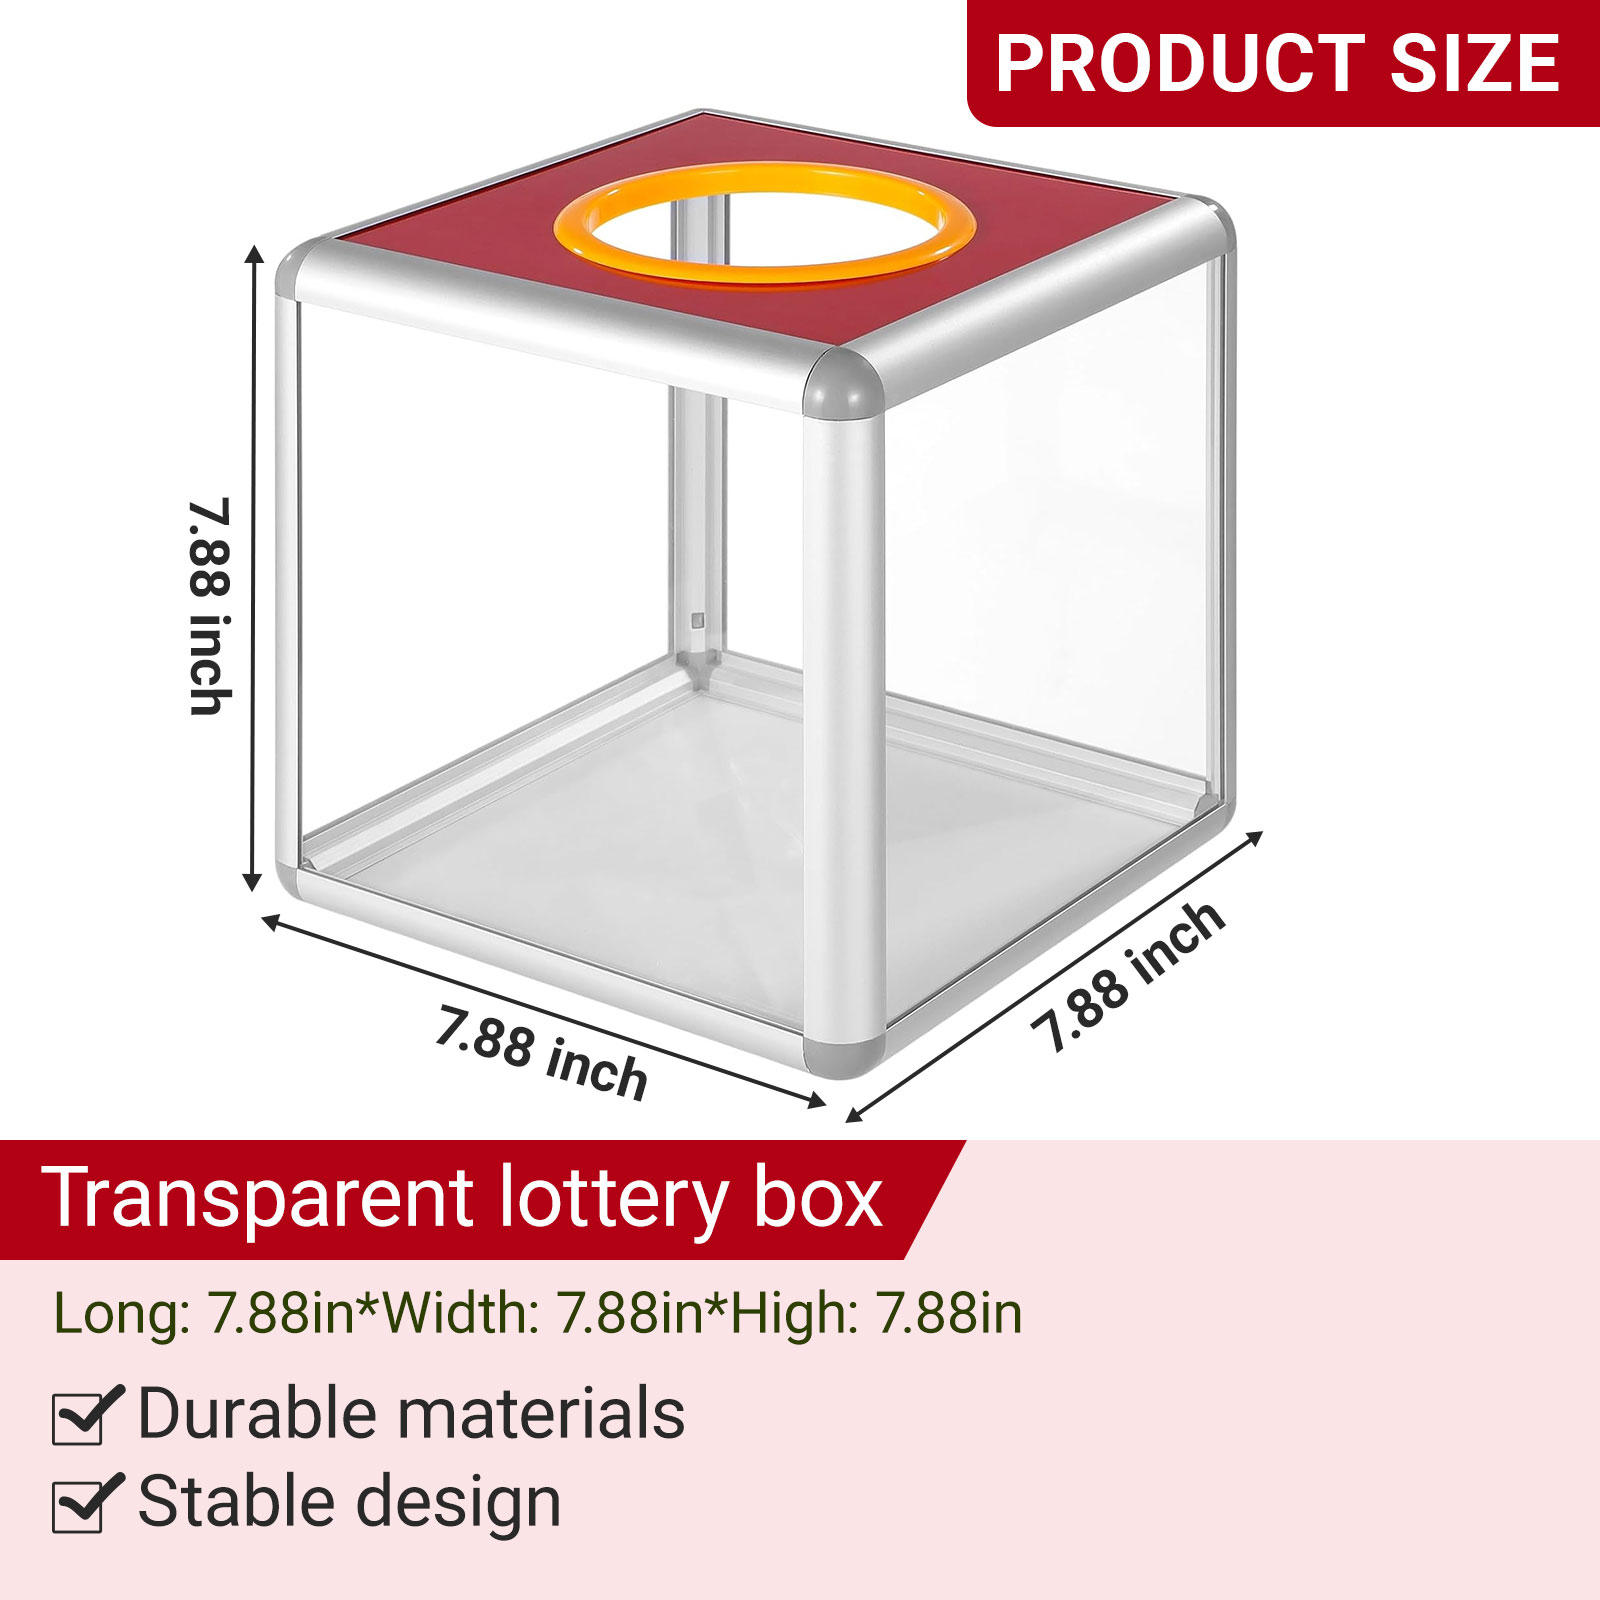 PRODUCT SIZE
7.88 inch
7.88 inch
7.88 inch
Transparent lottery box
Long: 7.88in*Width: 7.88in*High: 7.88in
Durable materials
Stable design